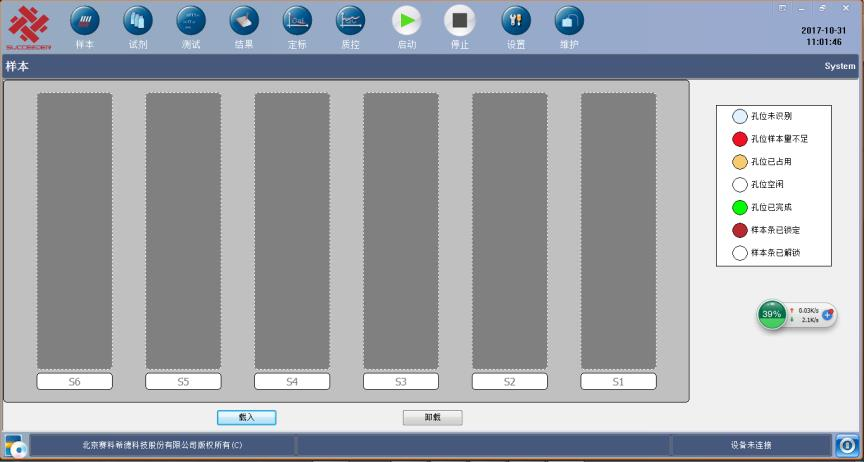 SUCCEEDER
样本
试剂
测试
结果
定标
质控
启动
停止
设置
维护
2017-10-31
11:01:46
样本
System
孔位未识别
孔位样本量不足
孔位已占用
孔位空闲
孔位已完成
样本条已锁定
样本条已解锁
39%
0.03K/s
2.1K/s
S6
S5
S4
S3
S2
S1
载入
卸载
北京赛科希德科技股份有限公司版权所有(C)
设备未连接